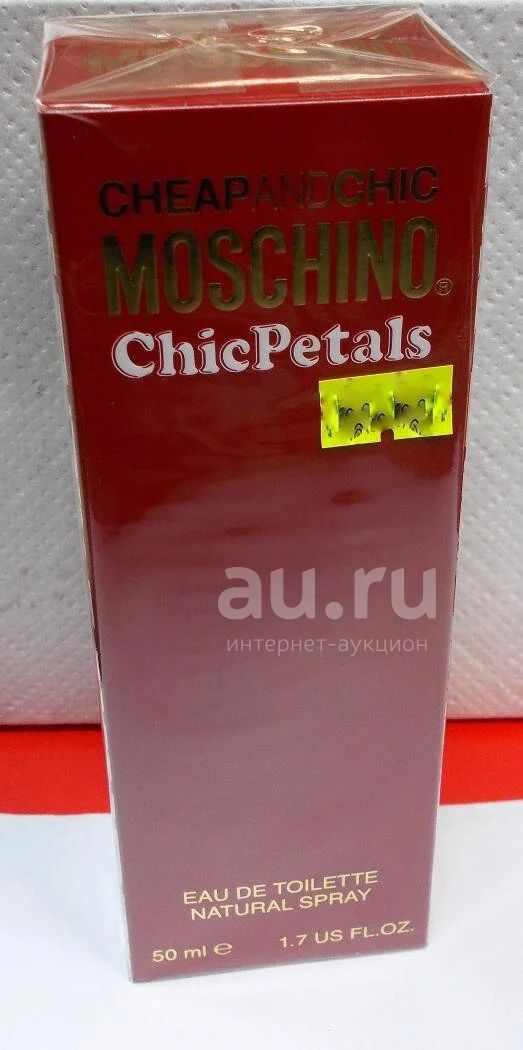 CHEAPANDCHIC
MOSCHINO®
ChicPetals
au.ru
интернет-аукцион
EAU DE TOILETTE
NATURAL SPRAY
50 ml ℮ 1.7 US FL.OZ.